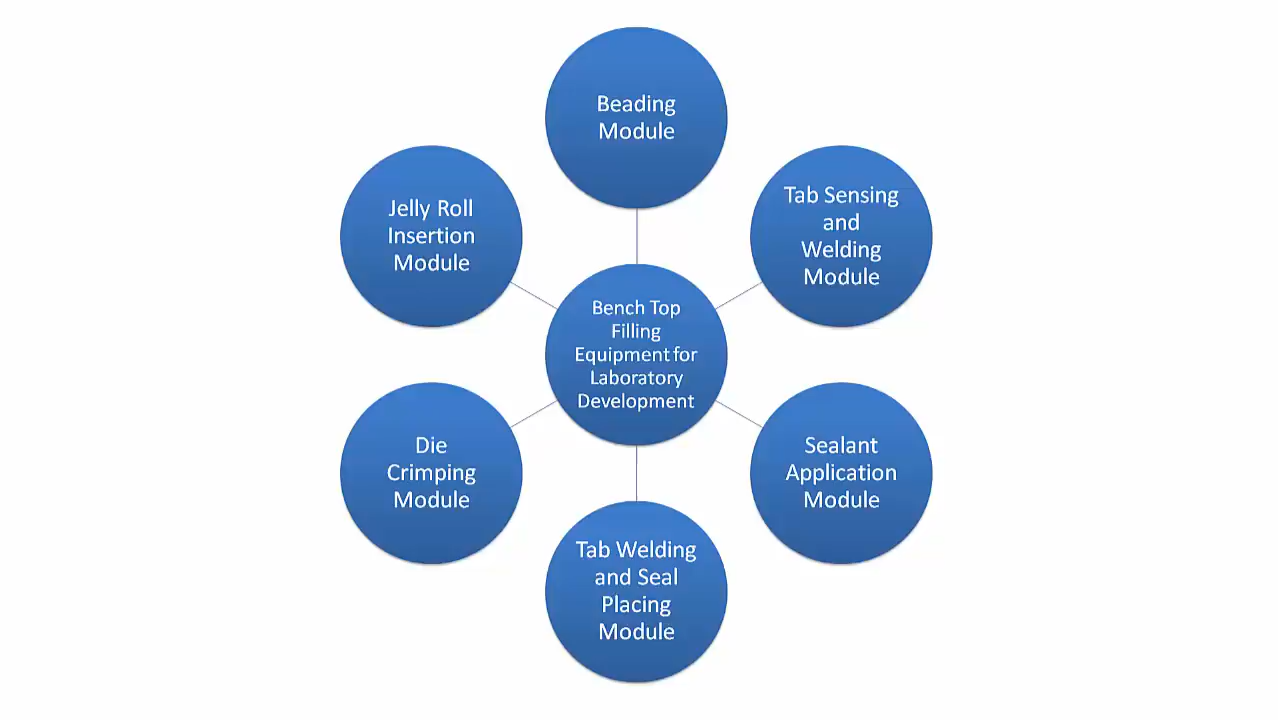 Beading
Module
Tab Sensing
and
Welding
Module
Jelly Roll
Insertion
Module
Bench Top
Filling
Equipment for
Laboratory
Development
Die
Crimping
Module
Sealant
Application
Module
Tab Welding
and Seal
Placing
Module